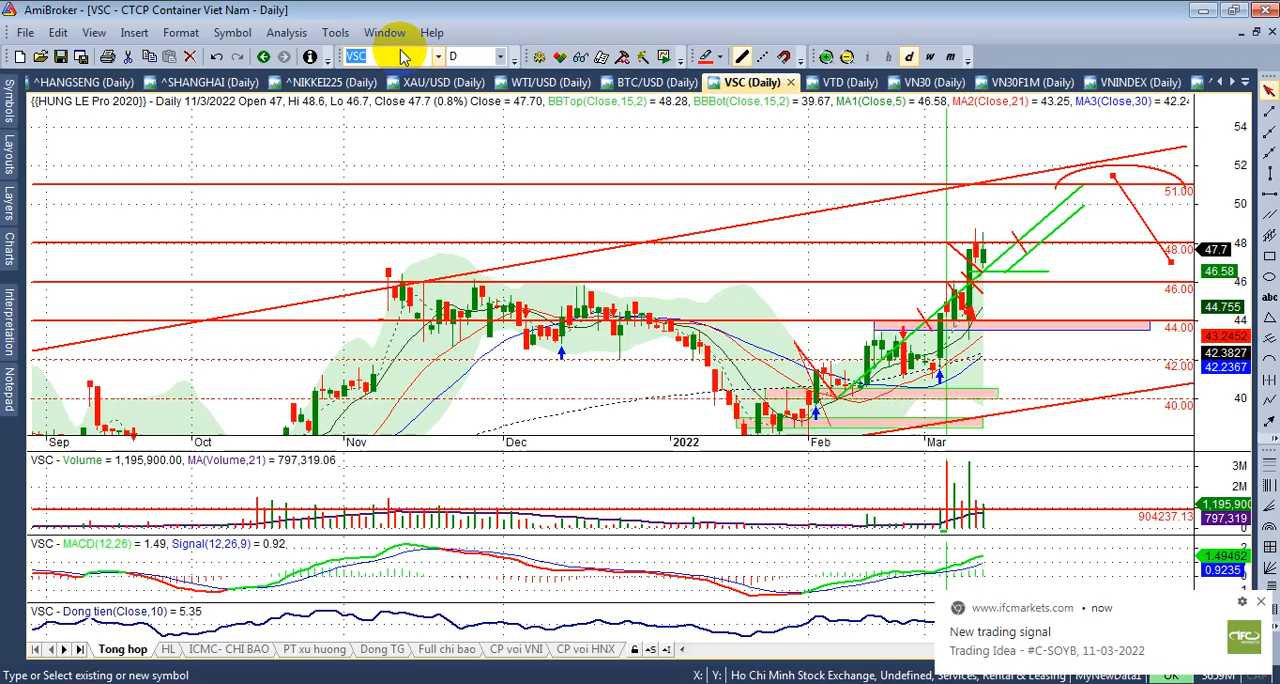 AmiBroker - [VSC - CTCP Container Viet Nam - Daily]
File Edit View Insert Format Symbol Analysis Tools Window Help
VSC D i h d w m
^HANGSENG (Daily) ^SHANGHAI (Daily) ^NIKKEI225 (Daily) XAU/USD (Daily) WTI/USD (Daily) BTC/USD (Daily) VSC (Daily) VTD (Daily) VN30 (Daily) VN30F1M (Daily) VNINDEX (Daily)
{{HUNG LE Pro 2020}} - Daily 11/3/2022 Open 47, Hi 48.6, Lo 46.7, Close 47.7 (0.8%) Close = 47.70, BBTop(Close,15,2) = 48.28, BBBot(Close,15,2) = 39.67, MA1(Close,5) = 46.58, MA2(Close,21) = 43.25, MA3(Close,30) = 42.24
Symbols
Layouts
Layers
Charts
Interpretation
Notepad
abc
54
52
51.00
50
48
48.00
47.7
46.58
46
46.00
44.755
44
44.00
43.2452
42.3827
42.00
42.2367
40.00
40
Sep Oct Nov Dec 2022 Feb Mar
VSC - Volume = 1,195,900.00, MA(Volume,21) = 797,319.06
3M
2M
1,195,900
904237.13
797,319
0
VSC - MACD(12,26) = 1.49, Signal(12,26,9) = 0.92
2
1.49462
0.9235
VSC - Dong tien(Close,10) = 5.35
www.ifcmarkets.com • now
New trading signal
Trading Idea - #C-SOYB, 11-03-2022
IFC
Tong hop HL ICMC- CHI BAO PT xu huong Dong TG Full chi bao CP voi VNI CP voi HNX
Type or Select existing or new symbol X: Y: Ho Chi Minh Stock Exchange, Undefined, Services, Rental & Leasing MyNewData1 OK 3059M CAP